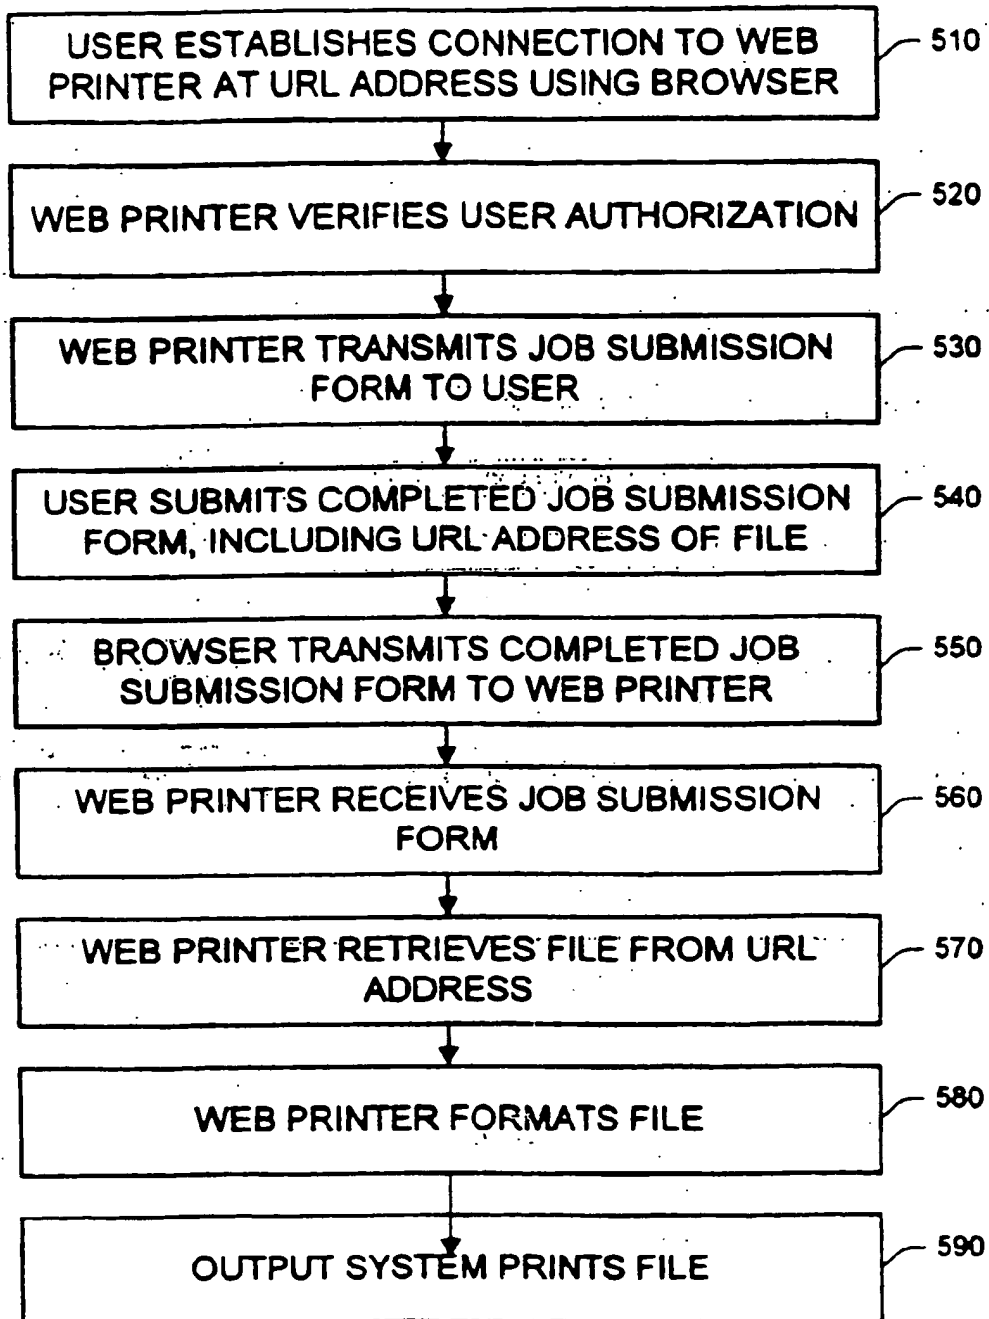 USER ESTABLISHES CONNECTION TO WEB
PRINTER AT URL ADDRESS USING BROWSER
510
WEB PRINTER VERIFIES USER AUTHORIZATION
520
WEB PRINTER TRANSMITS JOB SUBMISSION
FORM TO USER
530
USER SUBMITS COMPLETED JOB SUBMISSION
FORM, INCLUDING URL ADDRESS OF FILE
540
BROWSER TRANSMITS COMPLETED JOB
SUBMISSION FORM TO WEB PRINTER
550
WEB PRINTER RECEIVES JOB SUBMISSION
FORM
560
WEB PRINTER RETRIEVES FILE FROM URL
ADDRESS
570
WEB PRINTER FORMATS FILE
580
OUTPUT SYSTEM PRINTS FILE
590